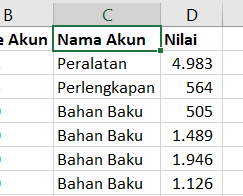 B C D
e Akun Nama Akun Nilai
Peralatan 4.983
Perlengkapan 564
Bahan Baku 505
Bahan Baku 1.489
Bahan Baku 1.946
Bahan Baku 1.126